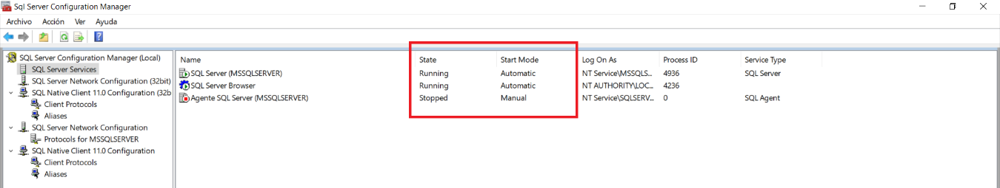 Sql Server Configuration Manager
Archivo Acción Ver Ayuda
SQL Server Configuration Manager (Local)
SQL Server Services
SQL Server Network Configuration (32bit)
SQL Native Client 11.0 Configuration (32b
Client Protocols
Aliases
SQL Server Network Configuration
Protocols for MSSQLSERVER
SQL Native Client 11.0 Configuration
Client Protocols
Aliases
Name State Start Mode Log On As Process ID Service Type
SQL Server (MSSQLSERVER) Running Automatic NT Service\MSSQLS... 4936 SQL Server
SQL Server Browser Running Automatic NT AUTHORITY\LOC... 4236
Agente SQL Server (MSSQLSERVER) Stopped Manual NT Service\SQLSERV... 0 SQL Agent